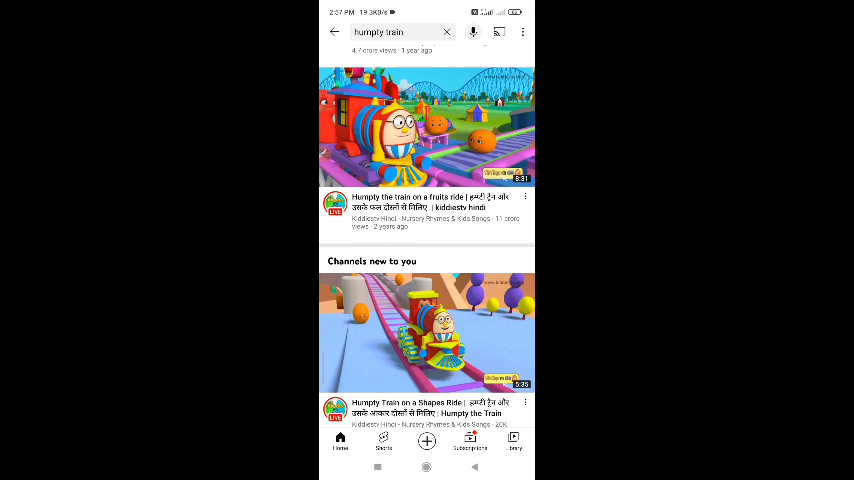 2:57 PM 19.3KB/s
humpty train
4.7 crore views · 1 year ago
8:31
Humpty the train on a fruits ride | हम्प्टी ट्रैन और
उसके फल दोस्तों से मिलिए | kiddiestv hindi
LIVE
Kiddiestv Hindi - Nursery Rhymes & Kids Songs · 11 crore
views · 2 years ago
Channels new to you
5:35
Humpty Train on a Shapes Ride | हम्प्टी ट्रैन और
उसके आकार दोस्तों से मिलिए | Humpty the Train
LIVE
Kiddiestv Hindi - Nursery Rhymes & Kids Songs · 20K
Home Shorts Subscriptions Library